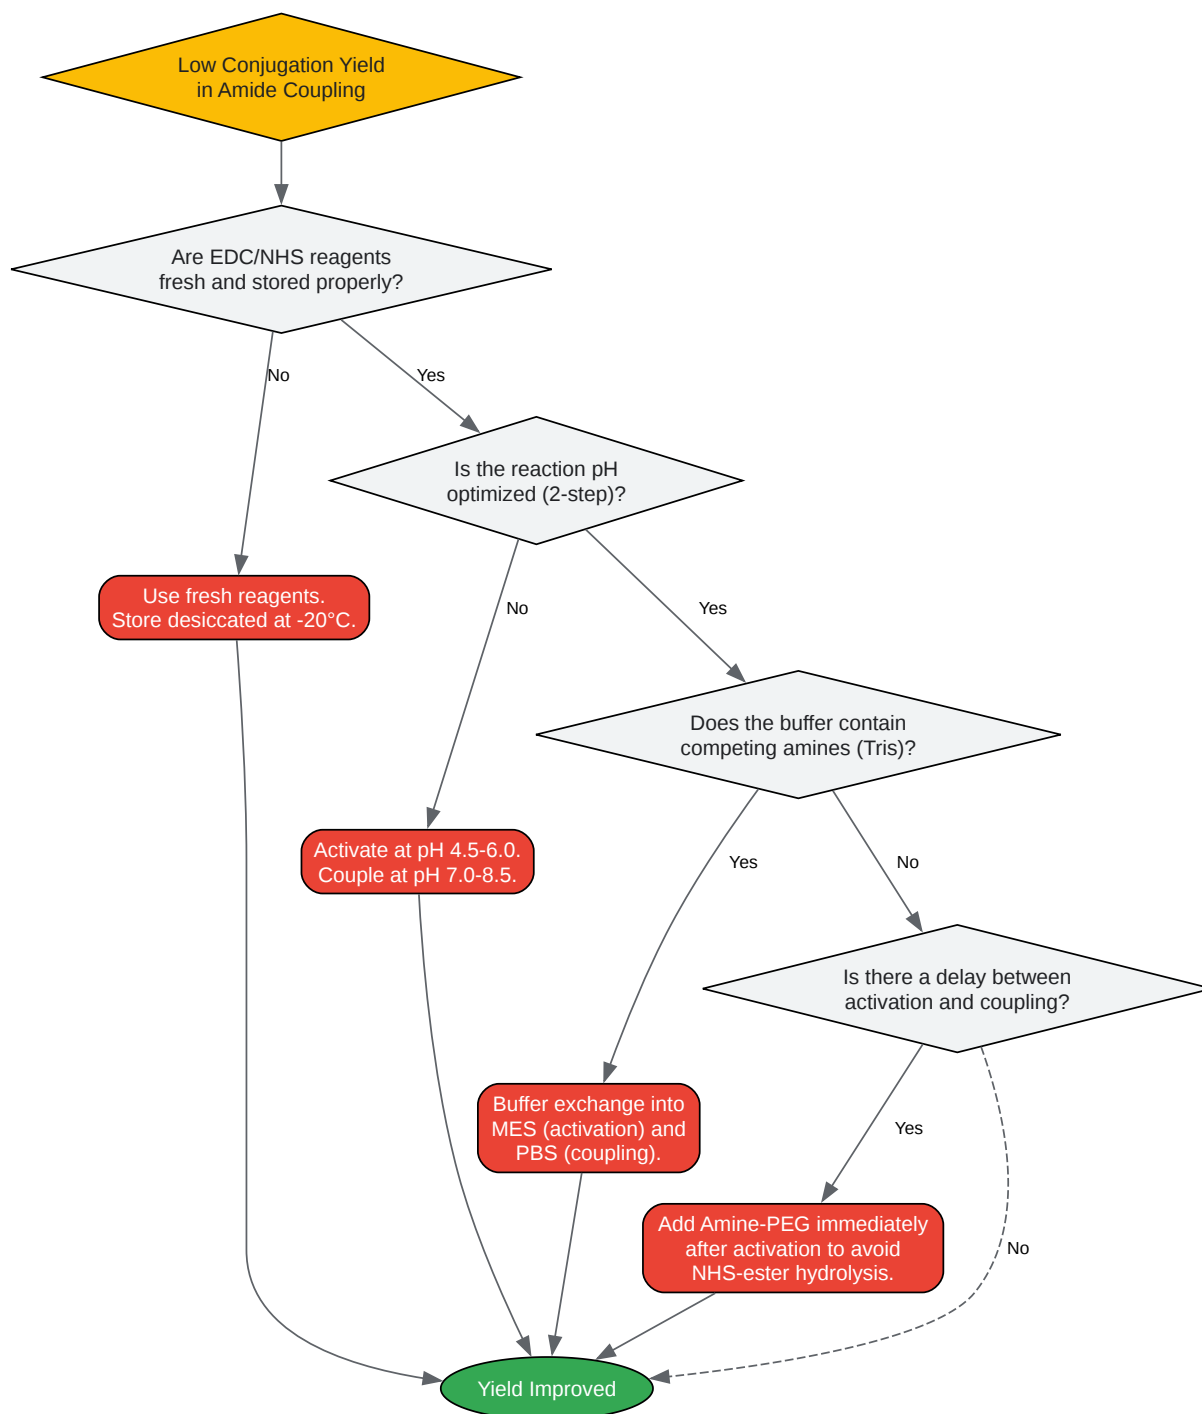 Low Conjugation Yield
in Amide Coupling
Are EDC/NHS reagents
fresh and stored properly?
No
Yes
Is the reaction pH
optimized (2-step)?
Use fresh reagents.
Store desiccated at -20°C.
No
Yes
Does the buffer contain
competing amines (Tris)?
Activate at pH 4.5-6.0.
Couple at pH 7.0-8.5.
Yes
No
Is there a delay between
activation and coupling?
Buffer exchange into
MES (activation) and
PBS (coupling).
Yes
Add Amine-PEG immediately
after activation to avoid
NHS-ester hydrolysis.
No
Yield Improved